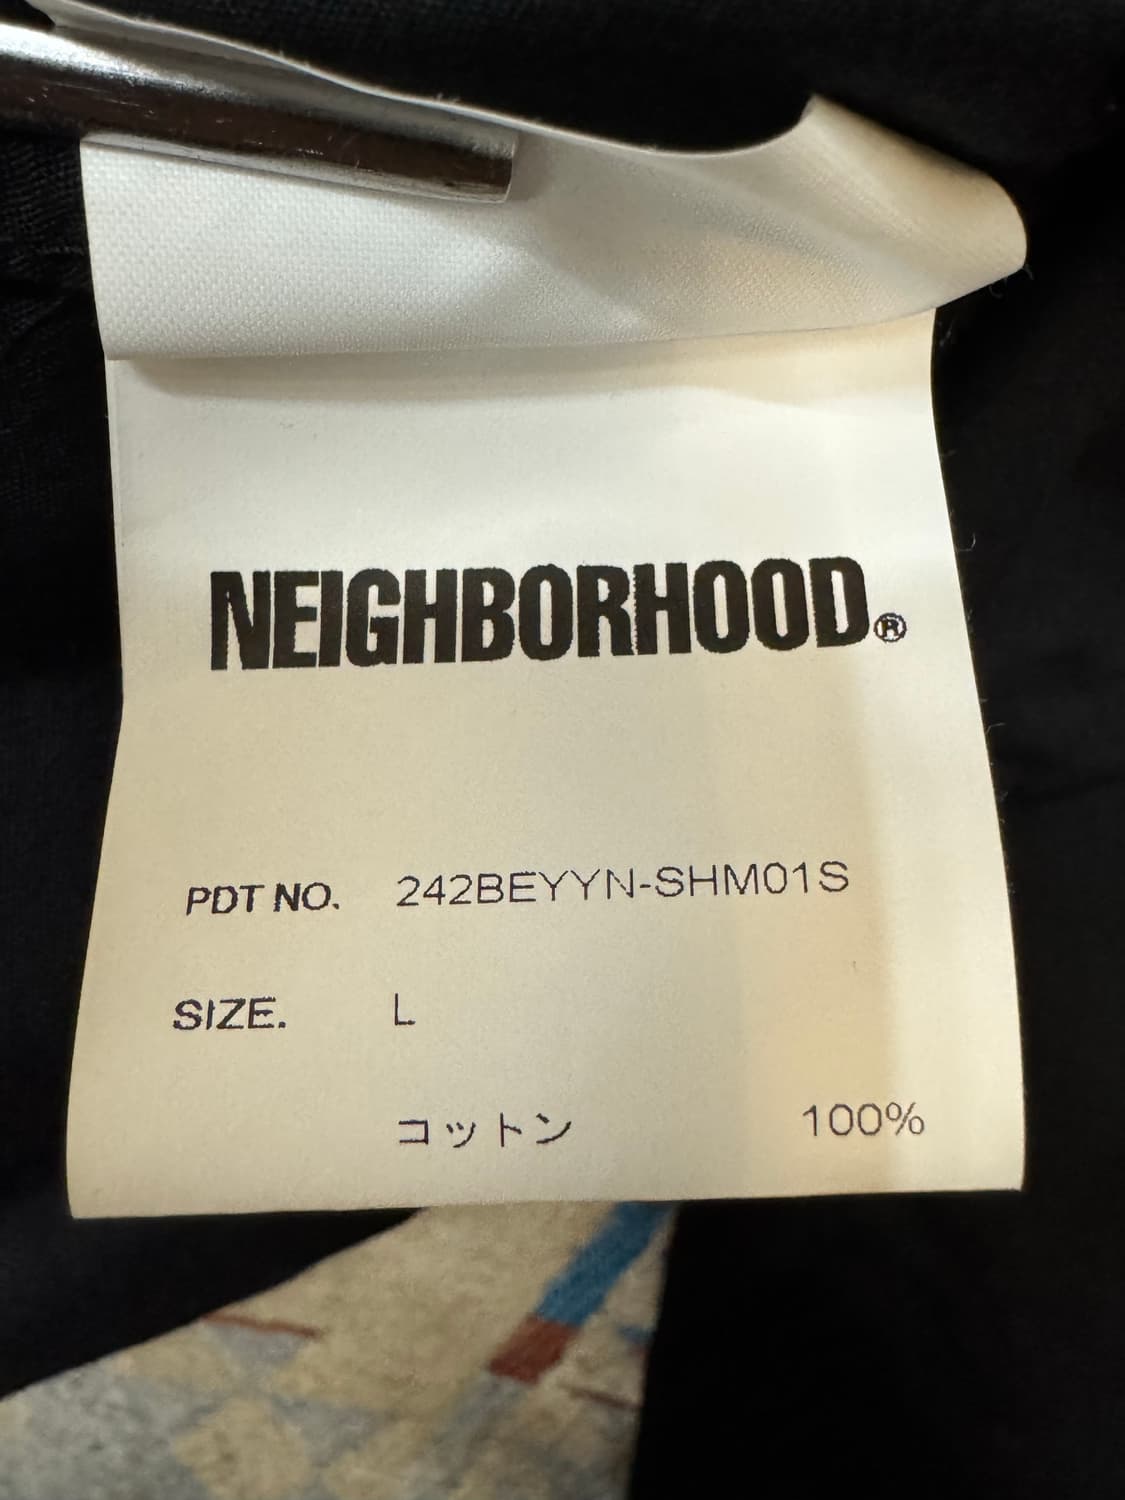 NEIGHBORHOOD®
PDT NO. 242BEYYN-SHM01S
SIZE. L
コットン 100%